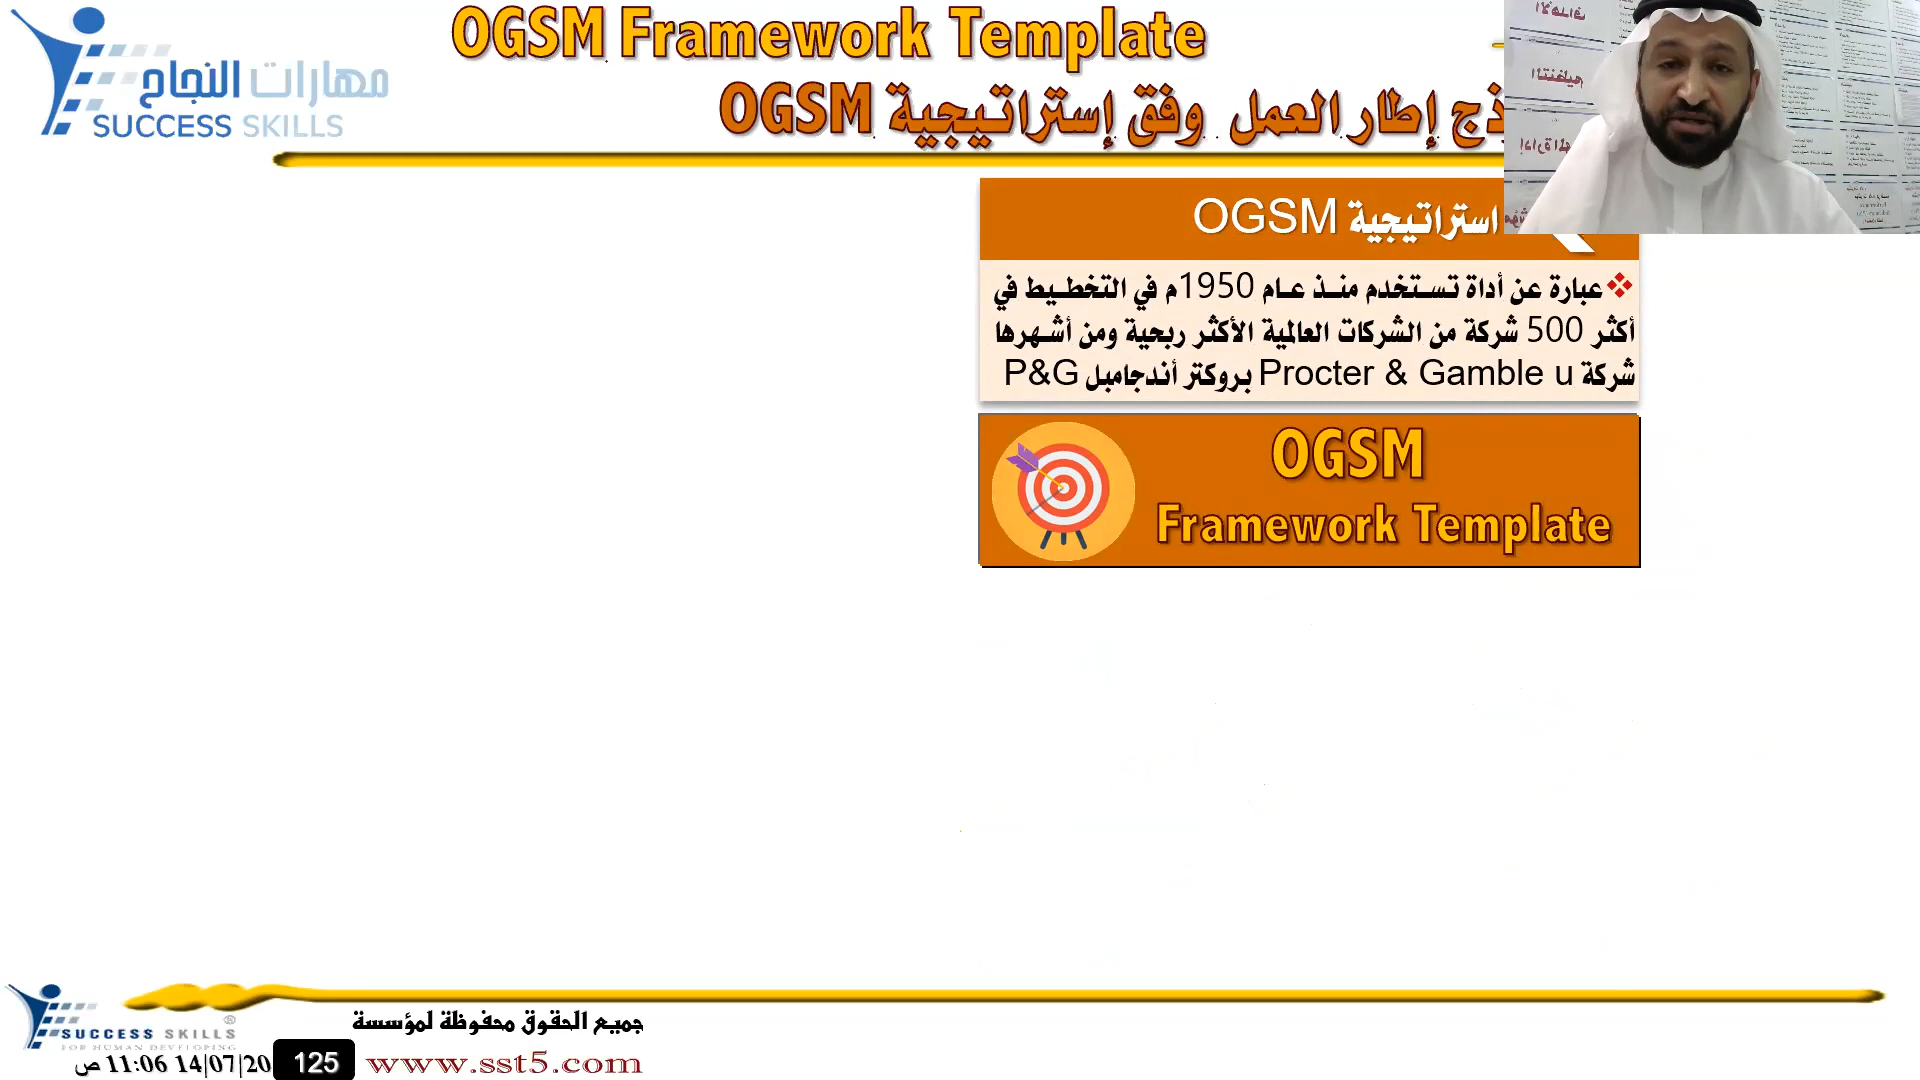 OGSM Framework Template
إطار العمل وفق إستراتيجية OGSM
مهارات النجاح
SUCCESS SKILLS
استراتيجية OGSM
عبارة عن أداة تستخدم منذ عام 1950م في التخطيط في
أكثر 500 شركة من الشركات العالمية الأكثر ربحية ومن أشهرها
شركة Procter & Gamble u بروكتر أندجامبل P&G
OGSM
Framework Template
SUCCESS SKILLS®
FOR HUMAN DEVELOPING
جميع الحقوق محفوظة لمؤسسة
www.sst5.com
125
14/07/20 11:06 ص